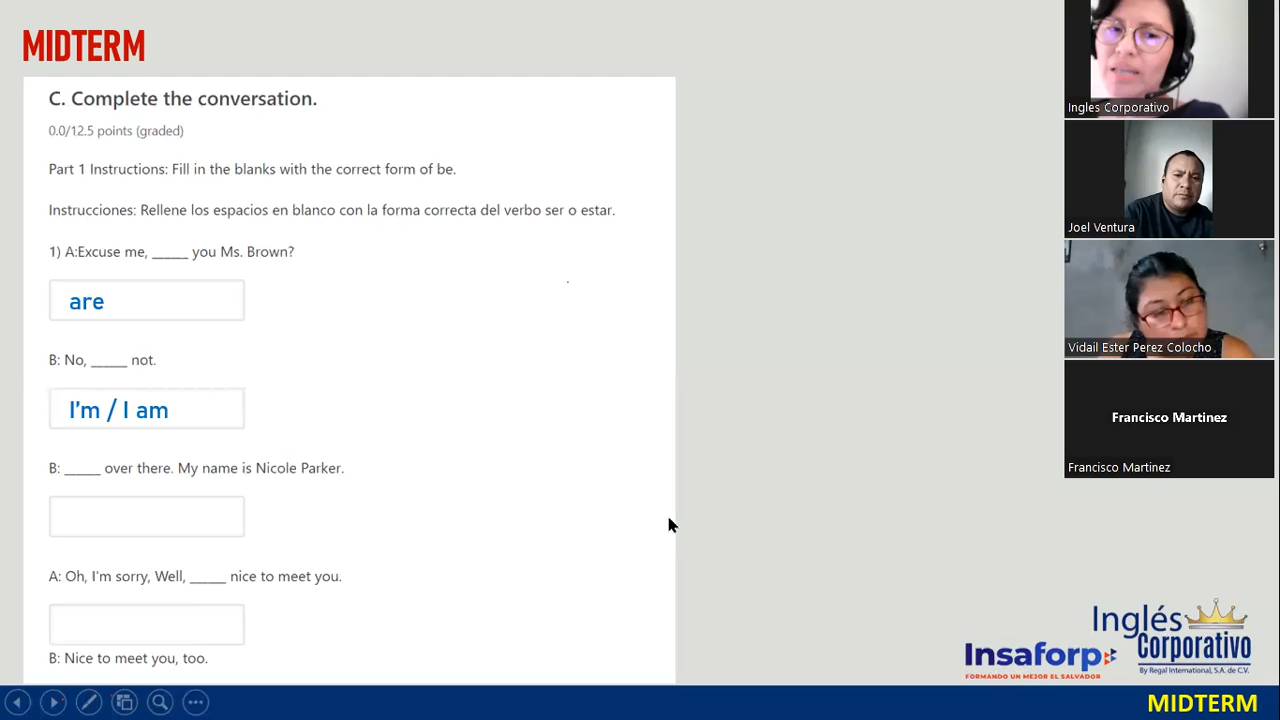 MIDTERM
C. Complete the conversation.
0.0/12.5 points (graded)
Part 1 Instructions: Fill in the blanks with the correct form of be.
Instrucciones: Rellene los espacios en blanco con la forma correcta del verbo ser o estar.
1) A:Excuse me, ______ you Ms. Brown?
are
B: No, ______ not.
I'm / I am
B: ______ over there. My name is Nicole Parker.
A: Oh, I'm sorry, Well, ______ nice to meet you.
B: Nice to meet you, too.
Ingles Corporativo
Joel Ventura
Vidail Ester Perez Colocho
Francisco Martinez
Francisco Martinez
Insaforp
FORMANDO UN MEJOR EL SALVADOR
Inglés
Corporativo
By Regal International, S.A. de C.V.
MIDTERM